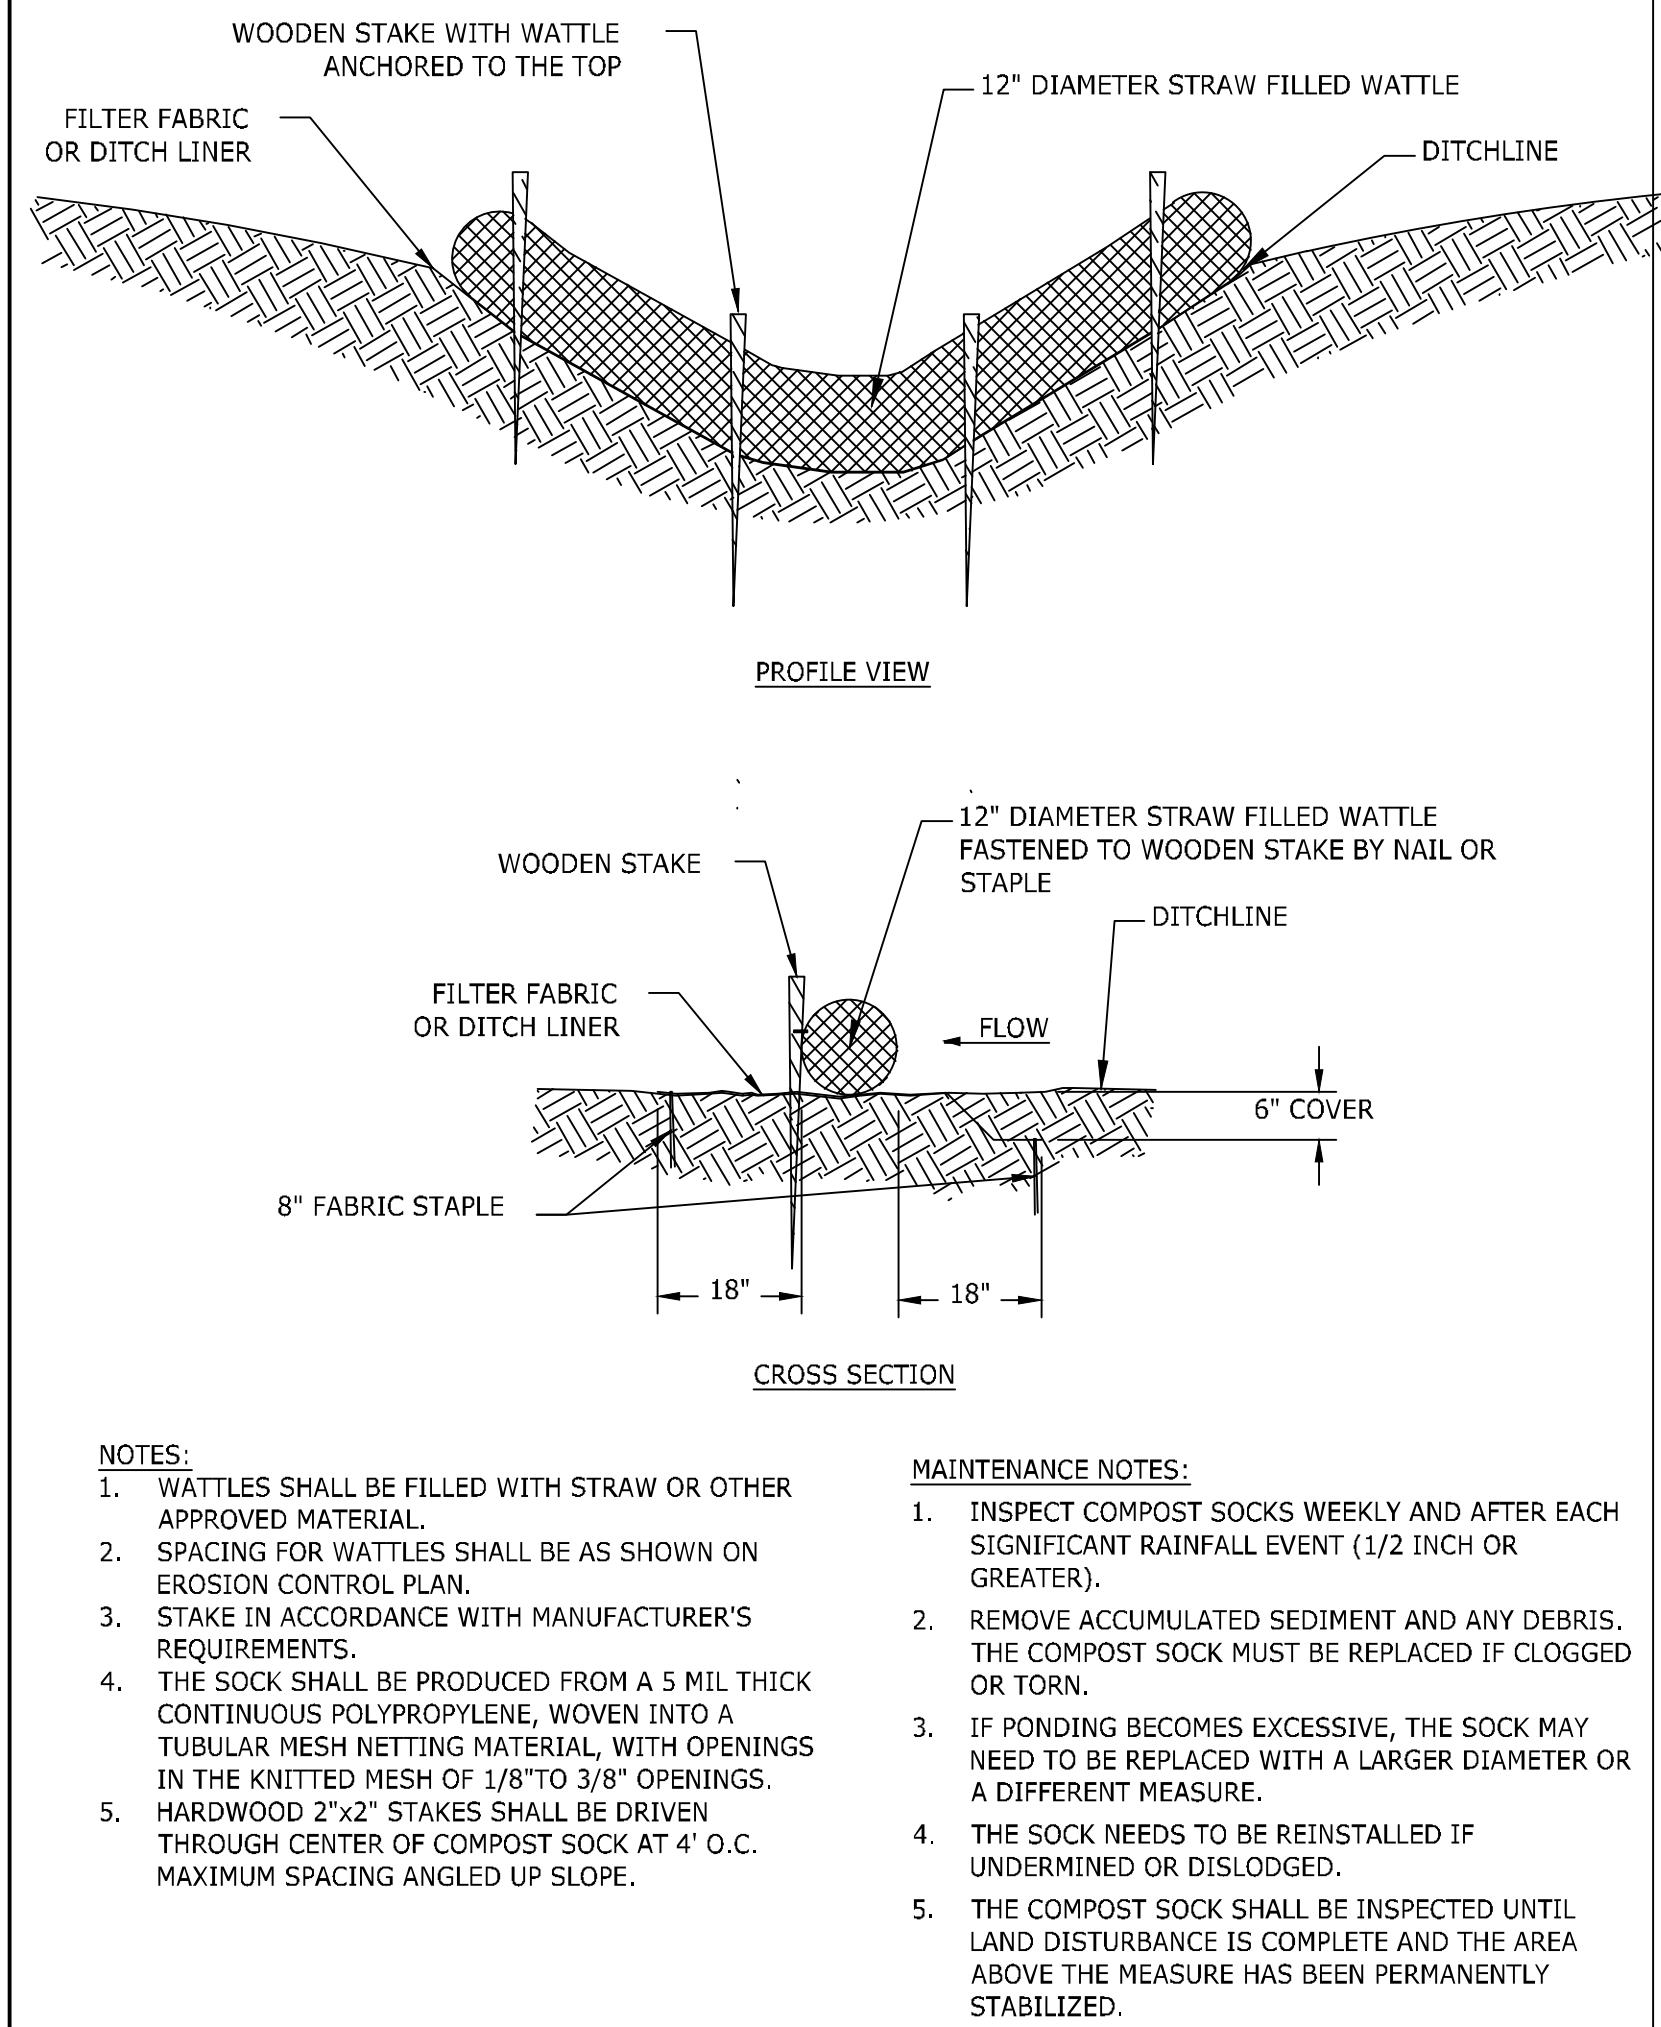 WOODEN STAKE WITH WATTLE
ANCHORED TO THE TOP
12" DIAMETER STRAW FILLED WATTLE
FILTER FABRIC
OR DITCH LINER
DITCHLINE
PROFILE VIEW
12" DIAMETER STRAW FILLED WATTLE
FASTENED TO WOODEN STAKE BY NAIL OR
STAPLE
WOODEN STAKE
DITCHLINE
FILTER FABRIC
OR DITCH LINER
FLOW
6" COVER
8" FABRIC STAPLE
18"
18"
CROSS SECTION
NOTES:
1. WATTLES SHALL BE FILLED WITH STRAW OR OTHER
APPROVED MATERIAL.
2. SPACING FOR WATTLES SHALL BE AS SHOWN ON
EROSION CONTROL PLAN.
3. STAKE IN ACCORDANCE WITH MANUFACTURER'S
REQUIREMENTS.
4. THE SOCK SHALL BE PRODUCED FROM A 5 MIL THICK
CONTINUOUS POLYPROPYLENE, WOVEN INTO A
TUBULAR MESH NETTING MATERIAL, WITH OPENINGS
IN THE KNITTED MESH OF 1/8"TO 3/8" OPENINGS.
5. HARDWOOD 2"x2" STAKES SHALL BE DRIVEN
THROUGH CENTER OF COMPOST SOCK AT 4' O.C.
MAXIMUM SPACING ANGLED UP SLOPE.
MAINTENANCE NOTES:
1. INSPECT COMPOST SOCKS WEEKLY AND AFTER EACH
SIGNIFICANT RAINFALL EVENT (1/2 INCH OR
GREATER).
2. REMOVE ACCUMULATED SEDIMENT AND ANY DEBRIS.
THE COMPOST SOCK MUST BE REPLACED IF CLOGGED
OR TORN.
3. IF PONDING BECOMES EXCESSIVE, THE SOCK MAY
NEED TO BE REPLACED WITH A LARGER DIAMETER OR
A DIFFERENT MEASURE.
4. THE SOCK NEEDS TO BE REINSTALLED IF
UNDERMINED OR DISLODGED.
5. THE COMPOST SOCK SHALL BE INSPECTED UNTIL
LAND DISTURBANCE IS COMPLETE AND THE AREA
ABOVE THE MEASURE HAS BEEN PERMANENTLY
STABILIZED.